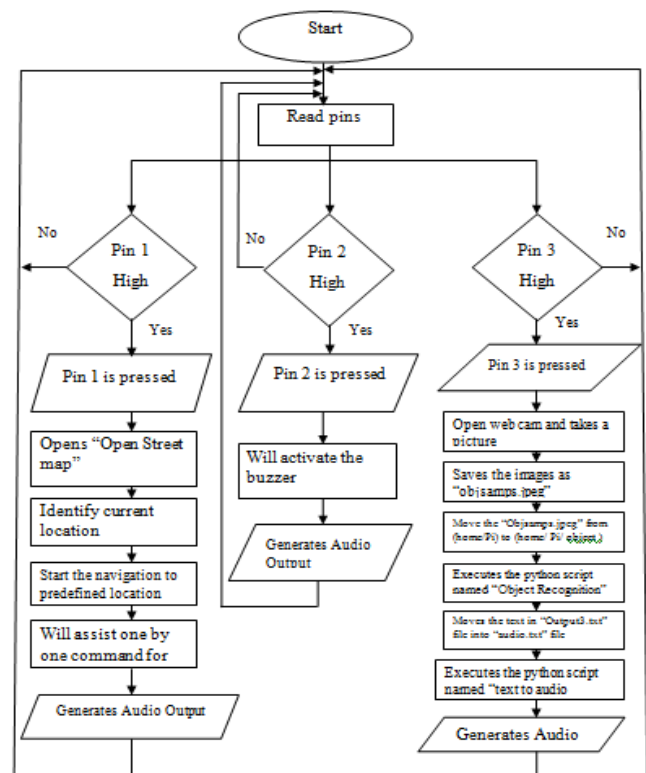 Start
Read pins
No
Pin 1
High
Yes
Pin 1 is pressed
Opens “Open Street
map”
Identify current
location
Start the navigation to
predefined location
Will assist one by
one command for
Generates Audio Output
No
Pin 2
High
Yes
Pin 2 is pressed
Will activate the
buzzer
Generates Audio
Output
No
Pin 3
High
Yes
Pin 3 is pressed
Open web cam and takes a
picture
Saves the images as
“objsamps.jpeg”
Move the “Objsamps.jpeg” from
(home/Pi) to (home/ Pi/ object,)
Executes the python script
named “Object Recognition”
Moves the text in “Output3.txt”
file into “audio.txt” file
Executes the python script
named “text to audio
Generates Audio